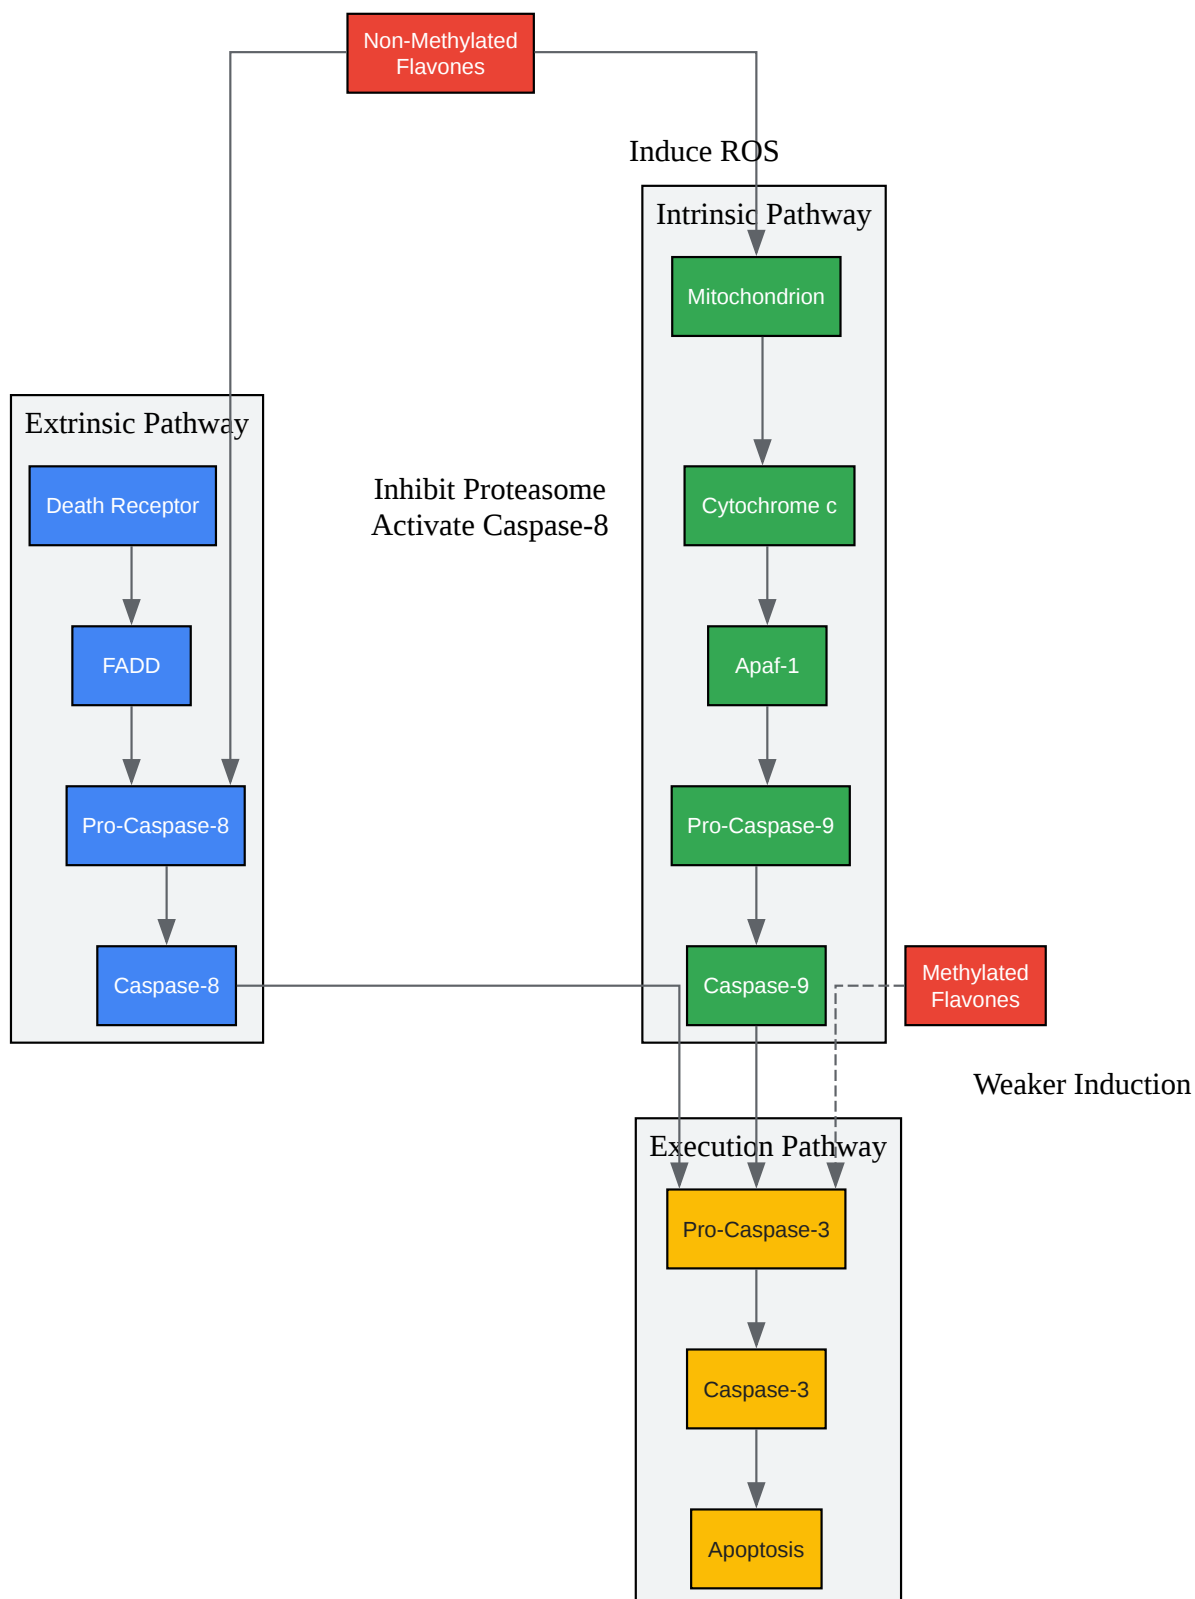 Non-Methylated
Flavones
Induce ROS
Intrinsic Pathway
Mitochondrion
Extrinsic Pathway
Death Receptor
Inhibit Proteasome
Activate Caspase-8
Cytochrome c
FADD
Apaf-1
Pro-Caspase-8
Pro-Caspase-9
Caspase-8
Caspase-9
Methylated
Flavones
Weaker Induction
Execution Pathway
Pro-Caspase-3
Caspase-3
Apoptosis